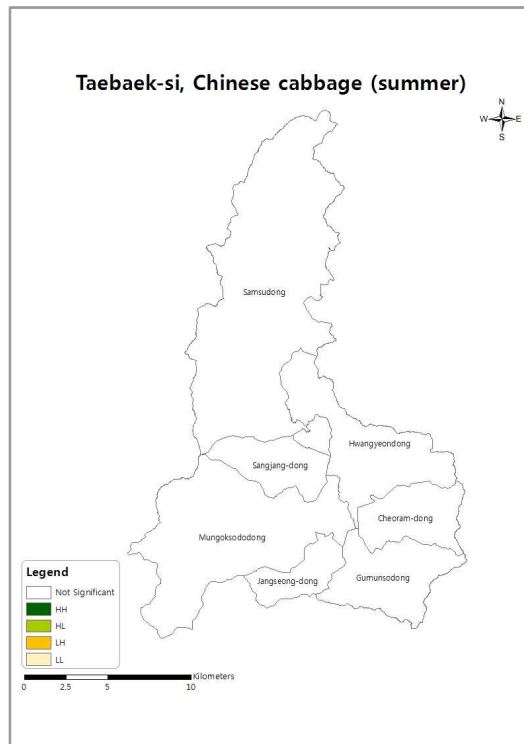 Taebaek-si, Chinese cabbage (summer)
N
W E
S
Samsudong
Hwangyeondong
Sangjang-dong
Cheoram-dong
Mungoksododong
Jangseong-dong
Gumunsodong
Legend
Not Significant
HH
HL
LH
LL
Kilometers
0 2.5 5 10